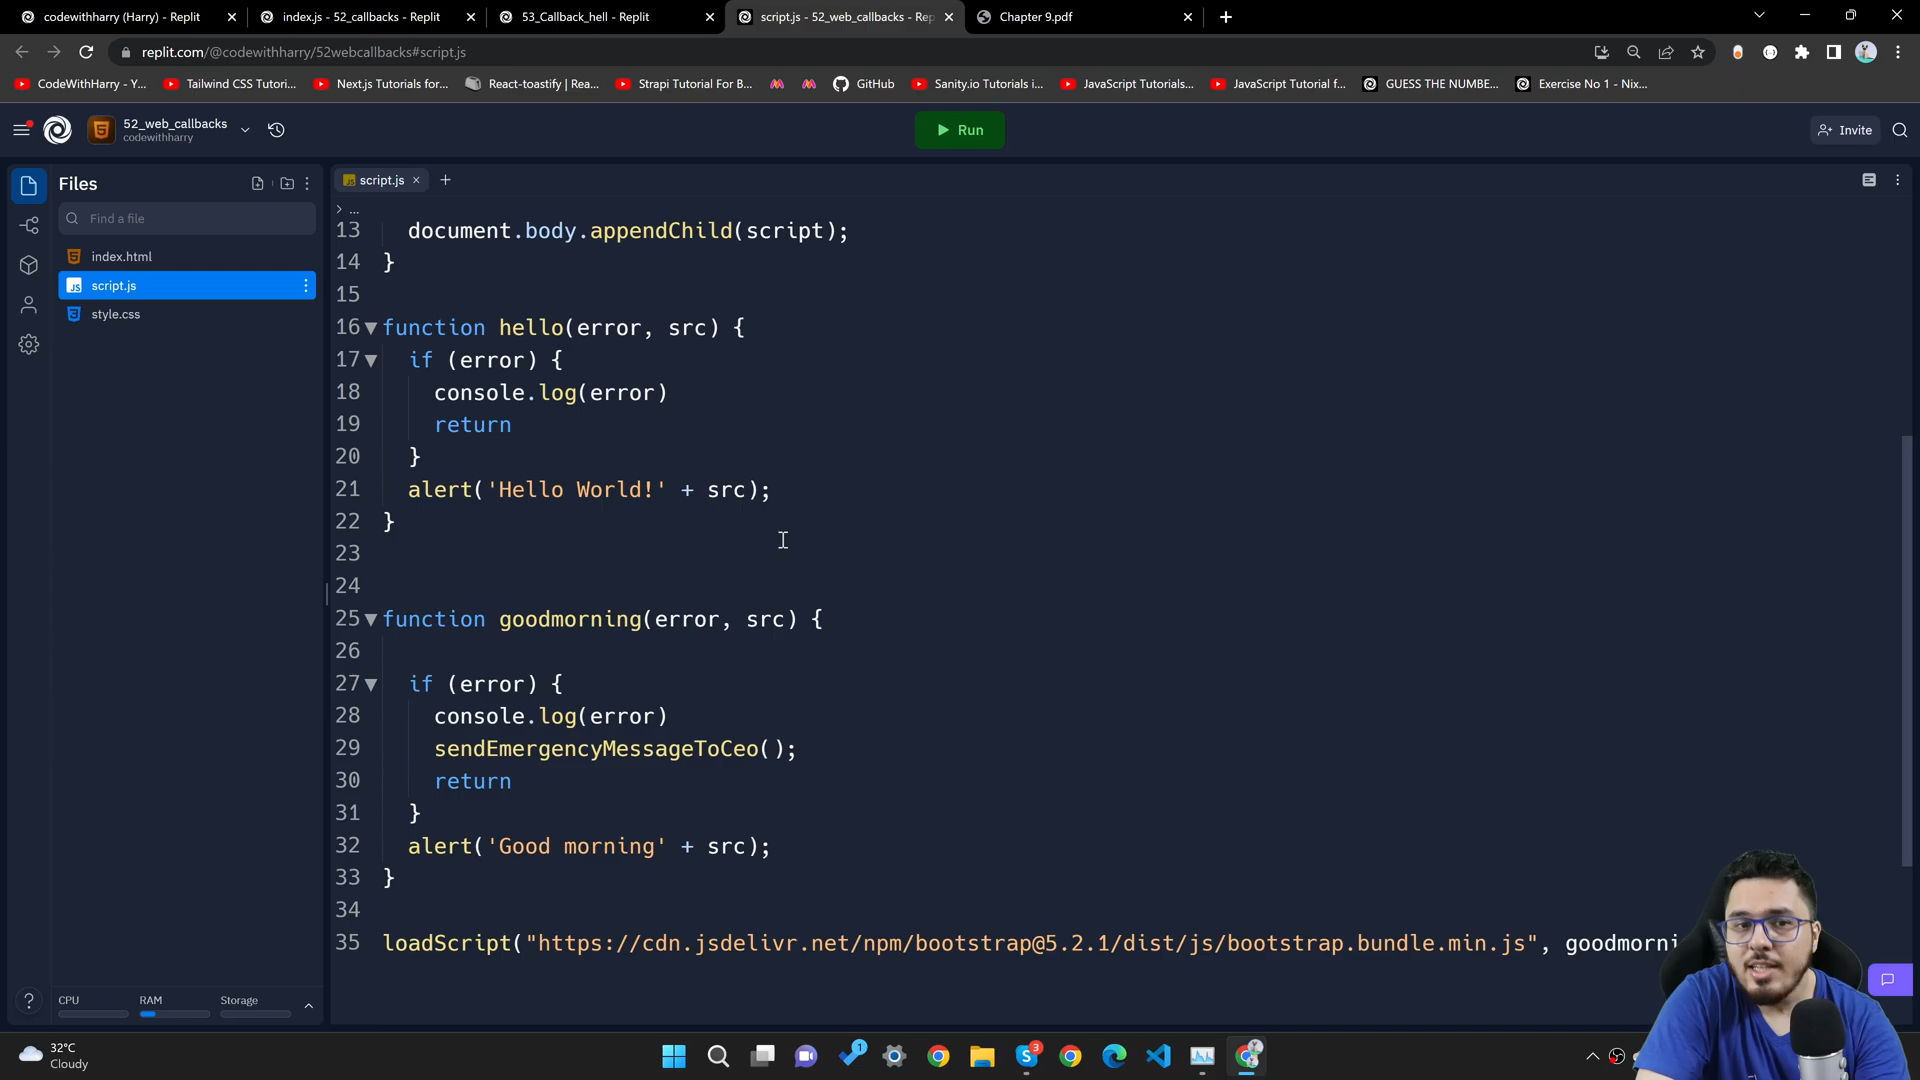 codewithharry (Harry) - Replit
index.js - 52_callbacks - Replit
53_Callback_hell - Replit
script.js - 52_web_callbacks - Rep
Chapter 9.pdf
replit.com/@codewithharry/52webcallbacks#script.js
CodeWithHarry - Y...
Tailwind CSS Tutori...
Next.js Tutorials for...
React-toastify | Rea...
Strapi Tutorial For B...
GitHub
Sanity.io Tutorials i...
JavaScript Tutorials...
JavaScript Tutorial f...
GUESS THE NUMBE...
Exercise No 1 - Nix...
52_web_callbacks
codewithharry
Run
Invite
Files
script.js
Find a file
> ...
index.html
script.js
style.css
13 document.body.appendChild(script);
14 }
15
16 function hello(error, src) {
17 if (error) {
18 console.log(error)
19 return
20 }
21 alert('Hello World!' + src);
22 }
23
24
25 function goodmorning(error, src) {
26
27 if (error) {
28 console.log(error)
29 sendEmergencyMessageToCeo();
30 return
31 }
32 alert('Good morning' + src);
33 }
34
35 loadScript("https://cdn.jsdelivr.net/npm/bootstrap@5.2.1/dist/js/bootstrap.bundle.min.js", goodmorni
CPU
RAM
Storage
32°C
Cloudy
1
3